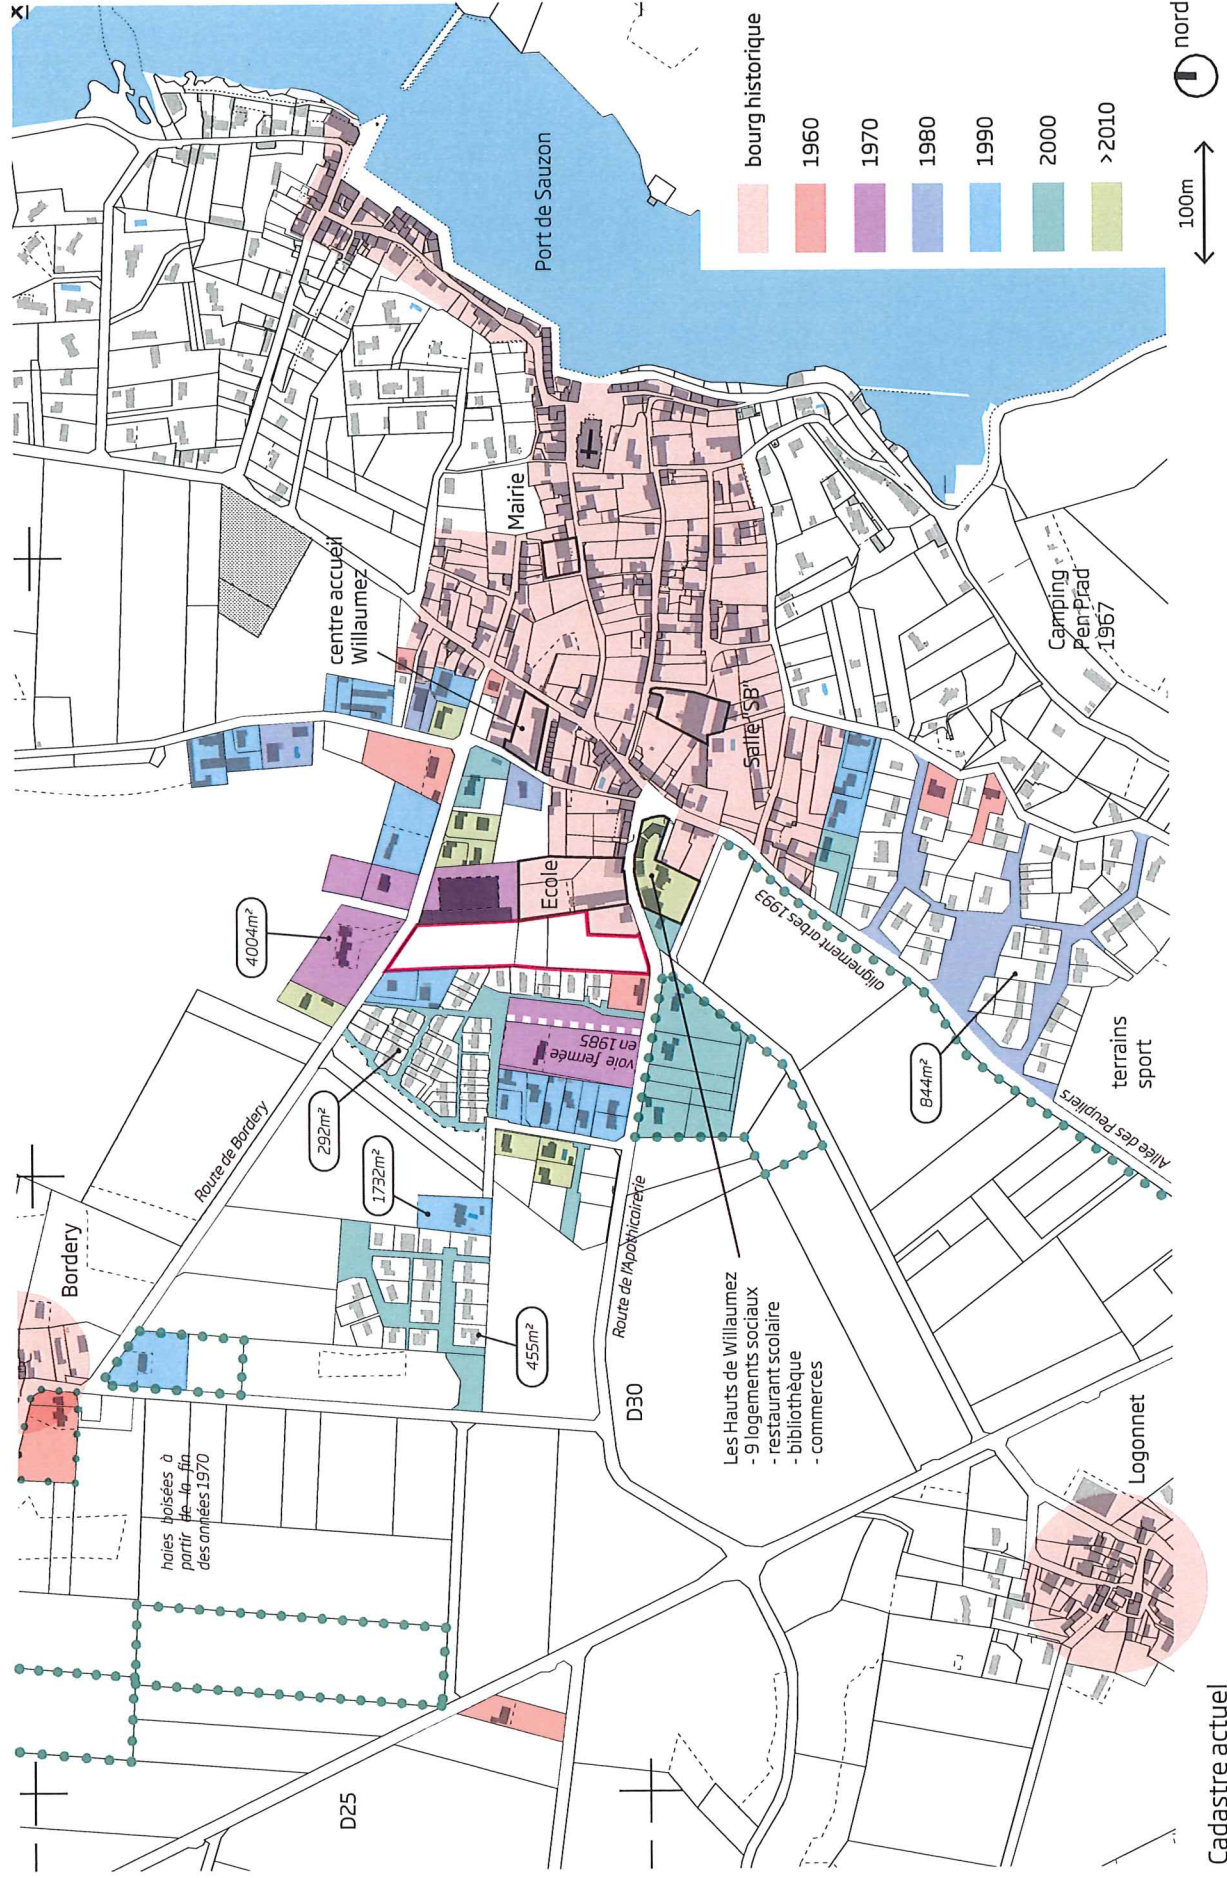 XI
Port de Sauzon
bourg historique
1960
1970
1980
1990
2000
>2010
100m
nord
Mairie
centre accueil
Willaumez
Salle "SB"
Camping
Pen Prad
1967
Ecole
4004m²
alignement arbes 1993
844m²
terrains
sport
Allée des Peupliers
voie fermée
en 1985
292m²
1732m²
455m²
Route de Bordery
Bordery
Route de l'Apothicairerie
D30
Les Hauts de Willaumez
- 9 logements sociaux
- restaurant scolaire
- bibliothèque
- commerces
haies boisées à
partir de la fin
des années 1970
Logonnet
D25
Cadastre actuel